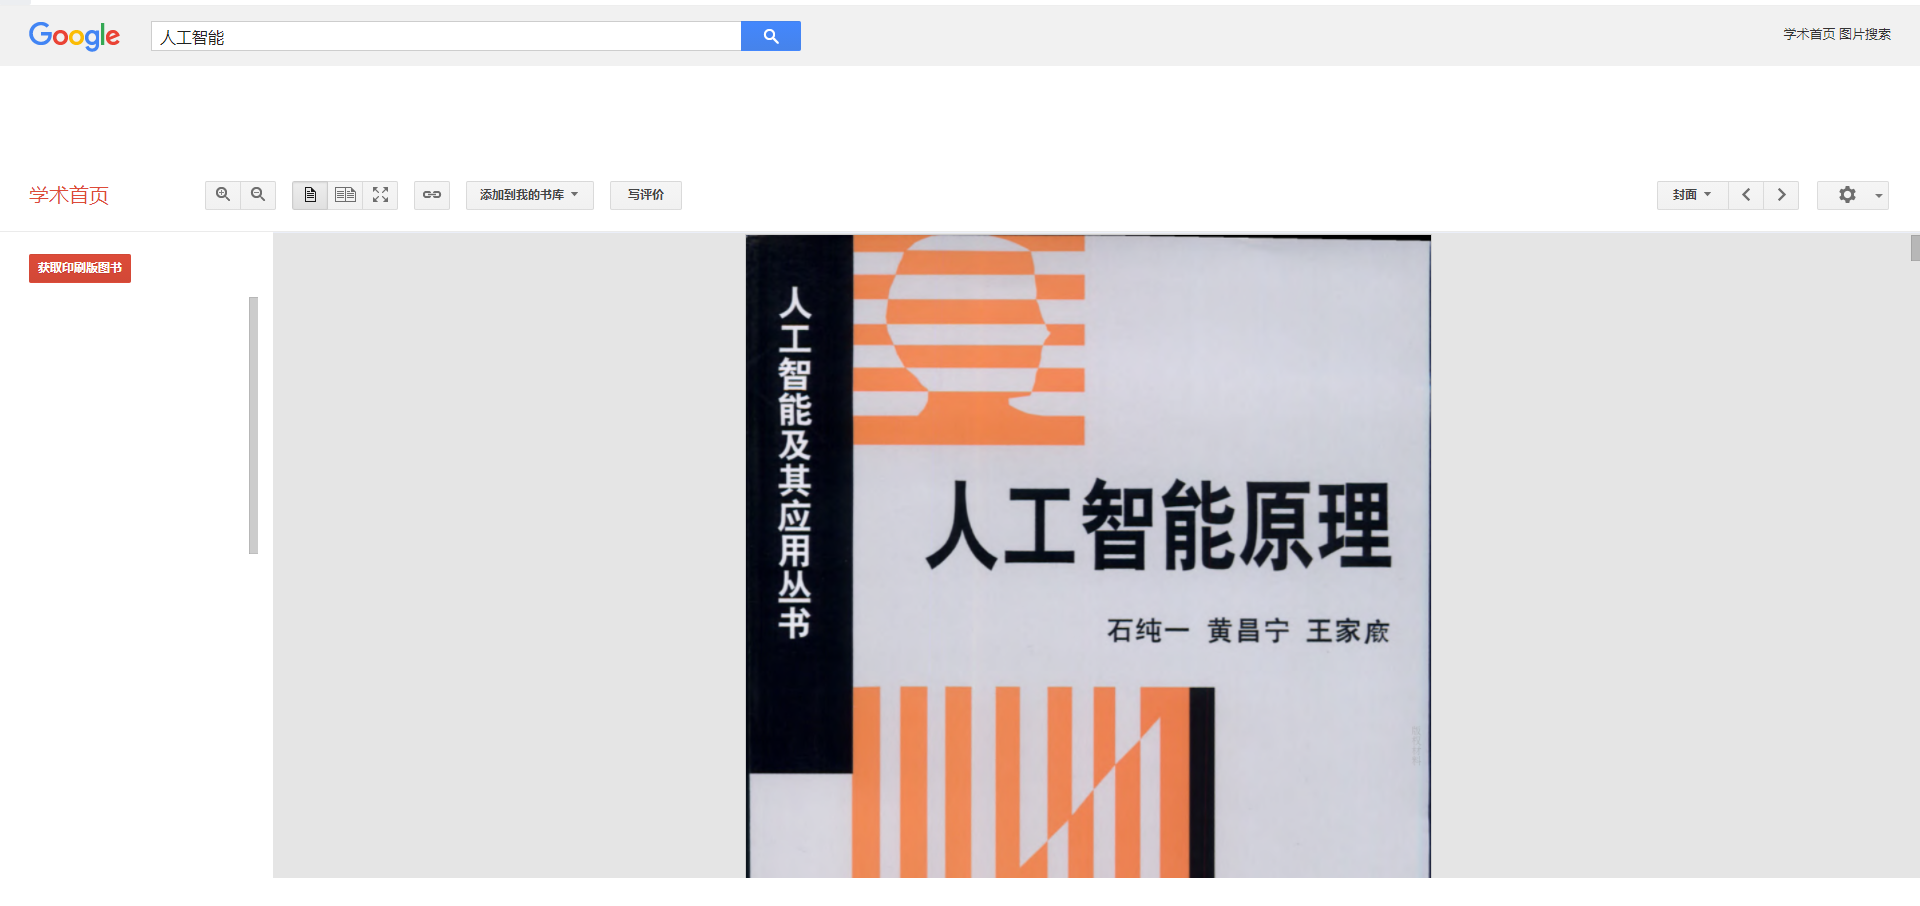 Google
人工智能
学术首页 图片搜索
学术首页
添加到我的书库
写评价
封面
获取印刷版图书
人工智能及其应用丛书
人工智能原理
石纯一 黄昌宁 王家廞